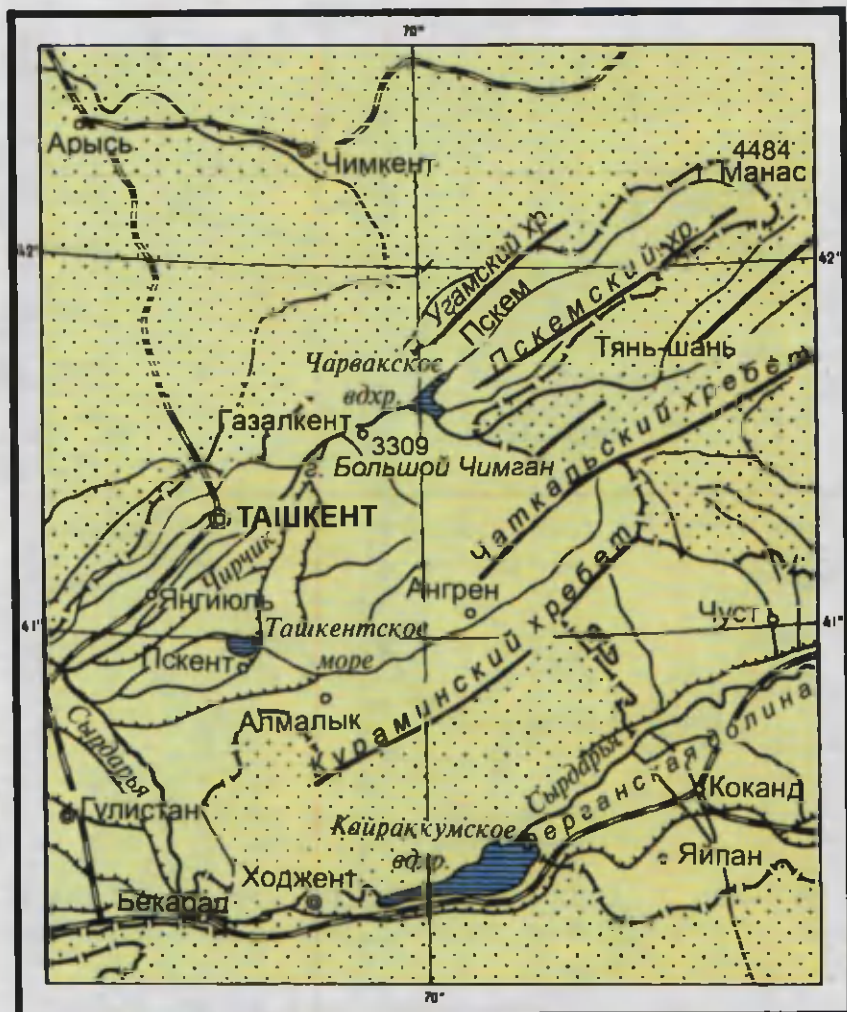 70°
4484
Арысь
Чимкент
Манас
42°
42°
Угамский хр.
Пскем
Пскемский хр.
Чарвакское
вдхр.
Тянь-шань
Газалкент
3309
г.
Большой Чимган
Чаткальский хребет
ТАШКЕНТ
Чирчик
Ангрен
Янгиюль
Чуст
41°
41°
Ташкентское
море
Пскент
Алмалык
Кураминский хребет
Сырдарья
Сырдарья
Ферганская долина
Гулистан
Коканд
Кайраккумское
вдхр.
Яйпан
Ходжент
Бекабад
70°